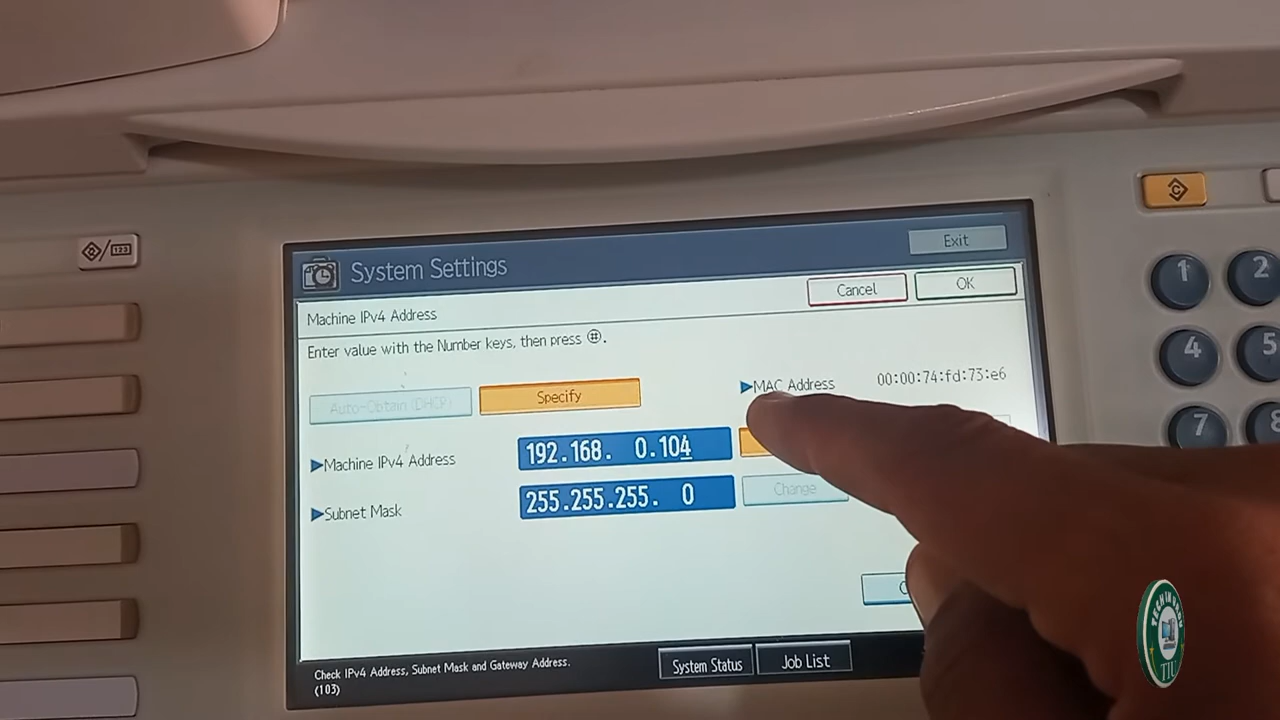 System Settings
Exit
Machine IPv4 Address
Cancel
OK
Enter value with the Number keys, then press #.
Auto-Obtain (DHCP)
Specify
▶MAC Address
00:00:74:fd:73:e6
▶Machine IPv4 Address
192.168. 0.104
▶Subnet Mask
255.255.255. 0
Change
Check IPv4 Address, Subnet Mask and Gateway Address.
(103)
System Status
Job List
/123
C
1
2
4
5
7
8
TIU